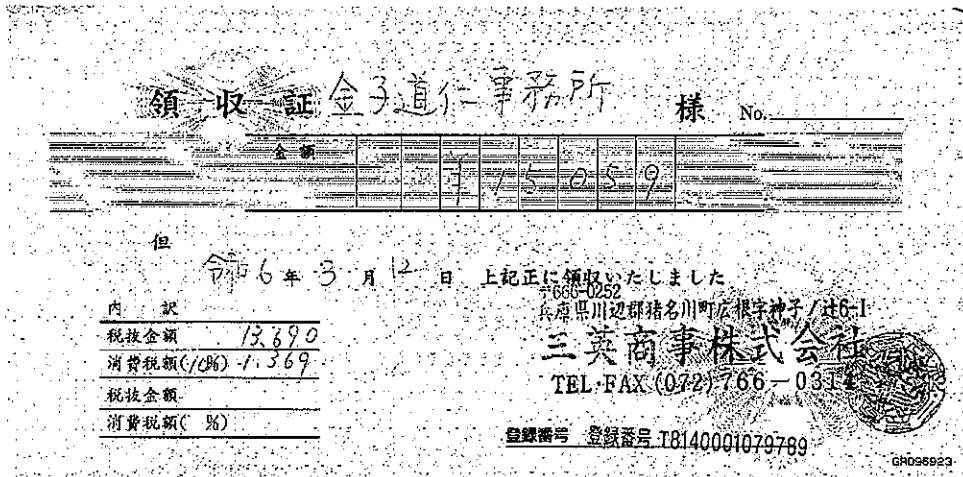 領収証 金子道仁事務所 様 No.
金額 ¥15059
但
令和6年3月12日 上記正に領収いたしました
〒666-0252
兵庫県川辺郡猪名川町広根字神子ノ辻6-1
三英商事株式会社
TEL・FAX (072)766-0314
内訳
税抜金額 13,690
消費税額(10%) 1,369
税抜金額
消費税額( %)
登録番号 登録番号 T8140001079789
GR095923